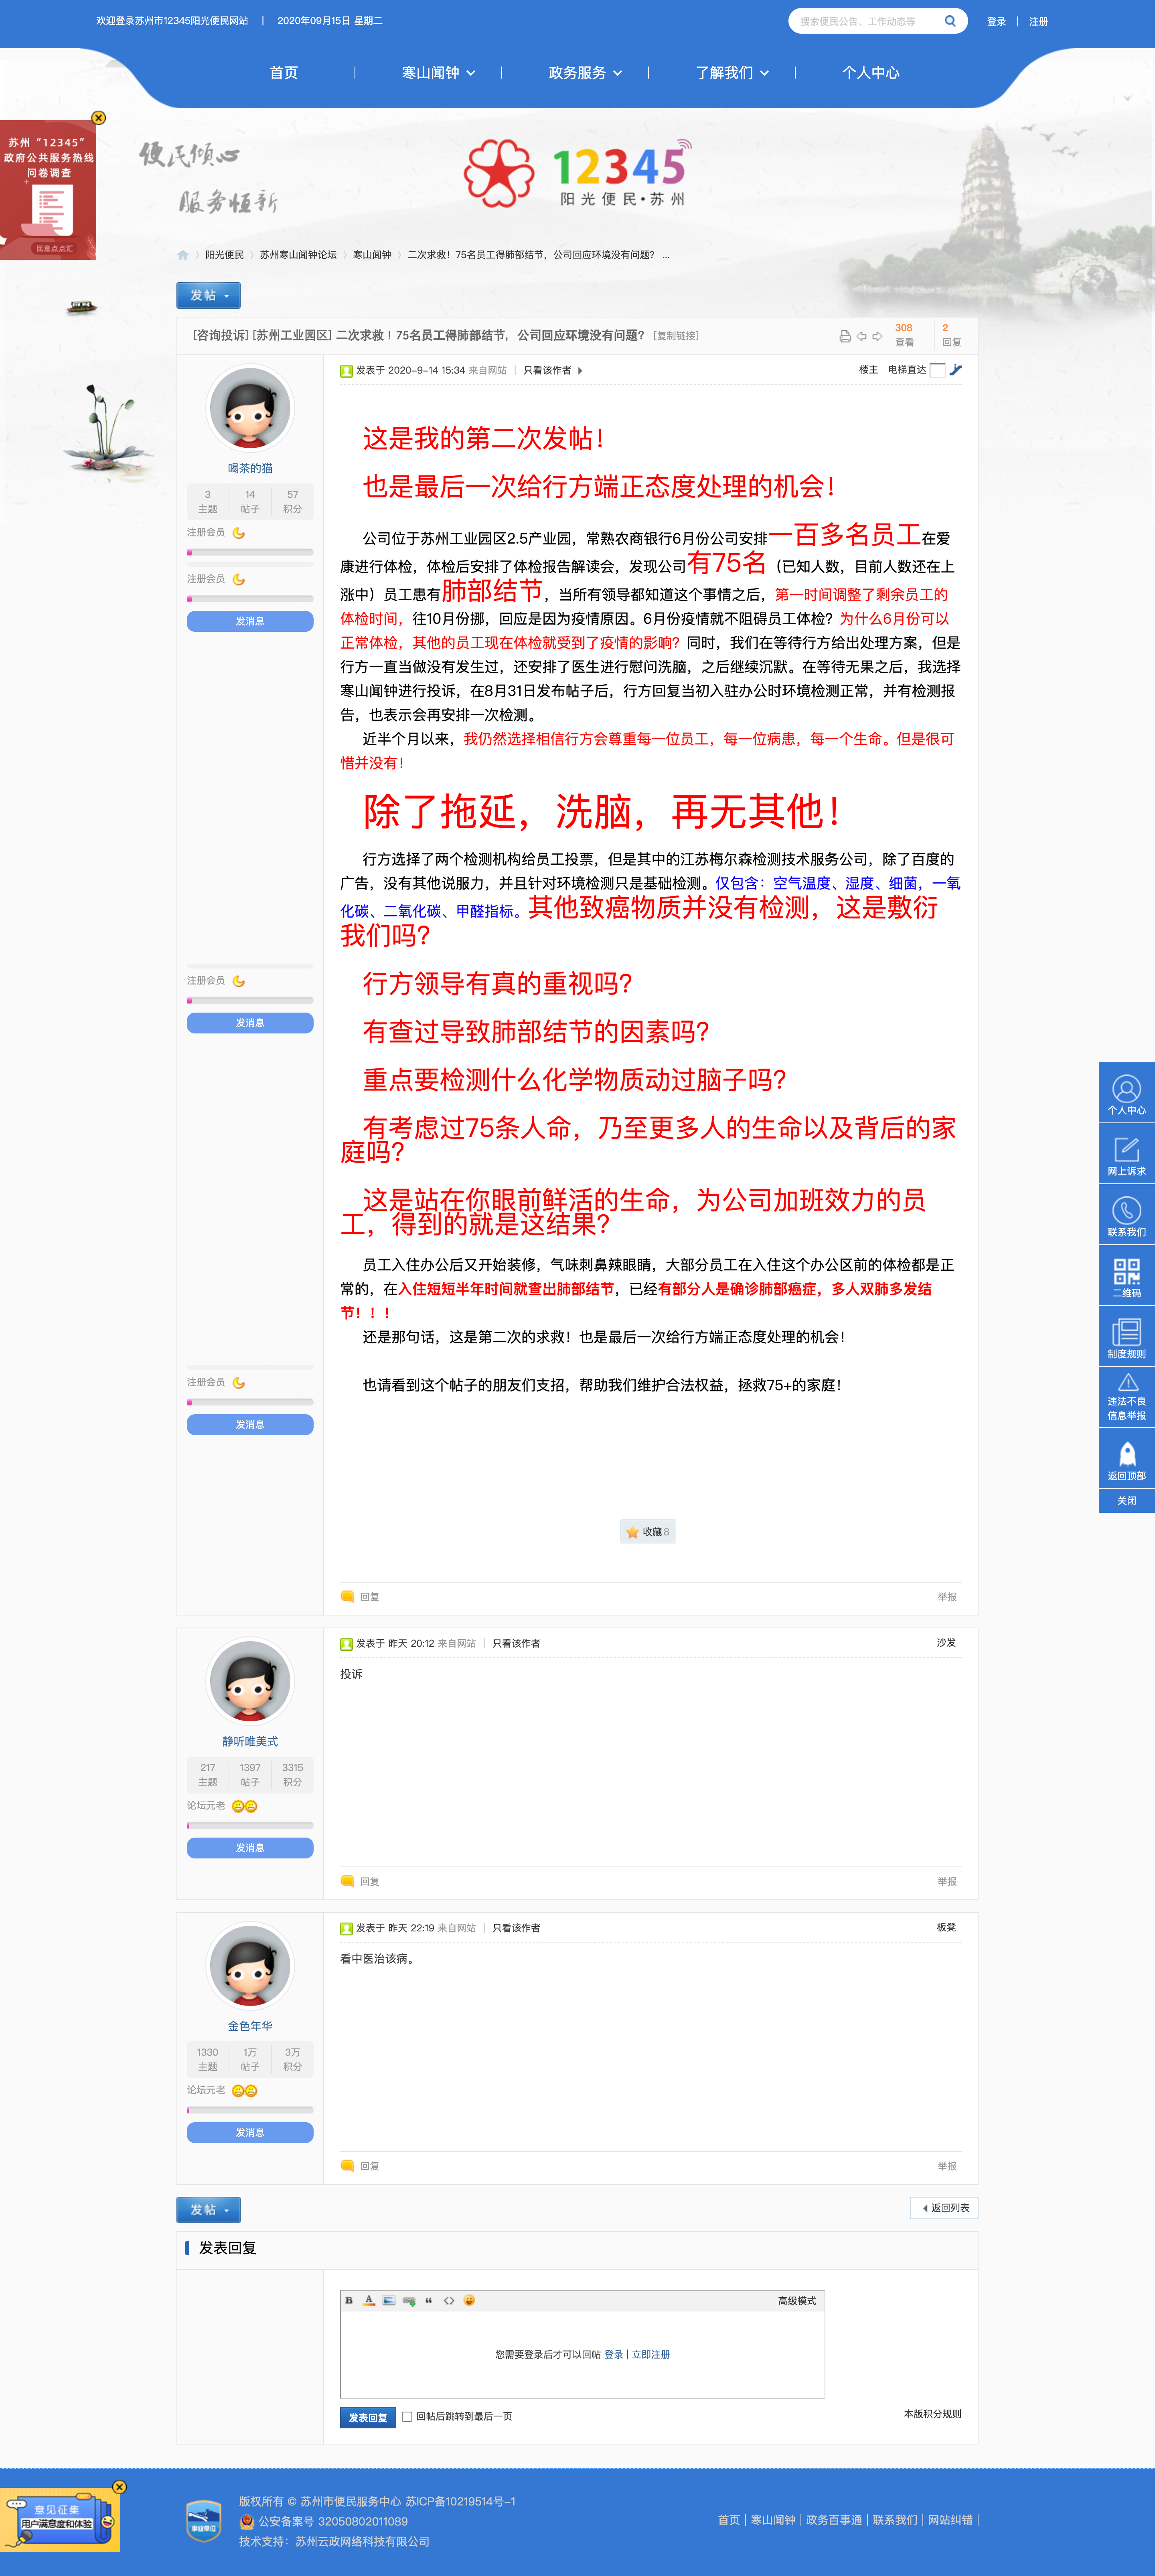 欢迎登录苏州市12345阳光便民网站 | 2020年09月15日 星期二
搜索便民公告、工作动态等
登录 | 注册
首页 | 寒山闻钟 | 政务服务 | 了解我们 | 个人中心
苏州“12345”
政府公共服务热线
问卷调查
民意点点汇
便民倾心
服务恒新
12345
阳光便民·苏州
阳光便民 〉 苏州寒山闻钟论坛 〉 寒山闻钟 〉 二次求救！75名员工得肺部结节，公司回应环境没有问题？ ...
发帖
[咨询投诉] [苏州工业园区] 二次求救！75名员工得肺部结节，公司回应环境没有问题？ [复制链接]
308
查看
2
回复
喝茶的猫
3 14 57
主题 帖子 积分
注册会员
注册会员
发消息
注册会员
发消息
注册会员
发消息
发表于 2020-9-14 15:34 来自网站 | 只看该作者
楼主 电梯直达
这是我的第二次发帖！
也是最后一次给行方端正态度处理的机会！
公司位于苏州工业园区2.5产业园，常熟农商银行6月份公司安排一百多名员工在爱
康进行体检，体检后安排了体检报告解读会，发现公司有75名（已知人数，目前人数还在上
涨中）员工患有肺部结节，当所有领导都知道这个事情之后，第一时间调整了剩余员工的
体检时间，往10月份挪，回应是因为疫情原因。6月份疫情就不阻碍员工体检？为什么6月份可以
正常体检，其他的员工现在体检就受到了疫情的影响？同时，我们在等待行方给出处理方案，但是
行方一直当做没有发生过，还安排了医生进行慰问洗脑，之后继续沉默。在等待无果之后，我选择
寒山闻钟进行投诉，在8月31日发布帖子后，行方回复当初入驻办公时环境检测正常，并有检测报
告，也表示会再安排一次检测。
近半个月以来，我仍然选择相信行方会尊重每一位员工，每一位病患，每一个生命。但是很可
惜并没有！
除了拖延，洗脑，再无其他！
行方选择了两个检测机构给员工投票，但是其中的江苏梅尔森检测技术服务公司，除了百度的
广告，没有其他说服力，并且针对环境检测只是基础检测。仅包含：空气温度、湿度、细菌，一氧
化碳、二氧化碳、甲醛指标。其他致癌物质并没有检测，这是敷衍
我们吗？
行方领导有真的重视吗？
有查过导致肺部结节的因素吗？
重点要检测什么化学物质动过脑子吗？
有考虑过75条人命，乃至更多人的生命以及背后的家
庭吗？
这是站在你眼前鲜活的生命，为公司加班效力的员
工，得到的就是这结果？
员工入住办公后又开始装修，气味刺鼻辣眼睛，大部分员工在入住这个办公区前的体检都是正
常的，在入住短短半年时间就查出肺部结节，已经有部分人是确诊肺部癌症，多人双肺多发结
节！！！
还是那句话，这是第二次的求救！也是最后一次给行方端正态度处理的机会！
也请看到这个帖子的朋友们支招，帮助我们维护合法权益，拯救75+的家庭！
收藏 8
回复 举报
静听唯美式
217 1397 3315
主题 帖子 积分
论坛元老
发消息
发表于 昨天 20:12 来自网站 | 只看该作者
沙发
投诉
回复 举报
金色年华
1330 1万 3万
主题 帖子 积分
论坛元老
发消息
发表于 昨天 22:19 来自网站 | 只看该作者
板凳
看中医治该病。
回复 举报
发帖
返回列表
发表回复
高级模式
您需要登录后才可以回帖 登录 | 立即注册
发表回复 回帖后跳转到最后一页
本版积分规则
个人中心
网上诉求
联系我们
二维码
制度规则
违法不良
信息举报
返回顶部
关闭
意见征集
用户满意度和体验
事业单位
版权所有 © 苏州市便民服务中心 苏ICP备10219514号-1
公安备案号 32050802011089
技术支持：苏州云政网络科技有限公司
首页 | 寒山闻钟 | 政务百事通 | 联系我们 | 网站纠错 |